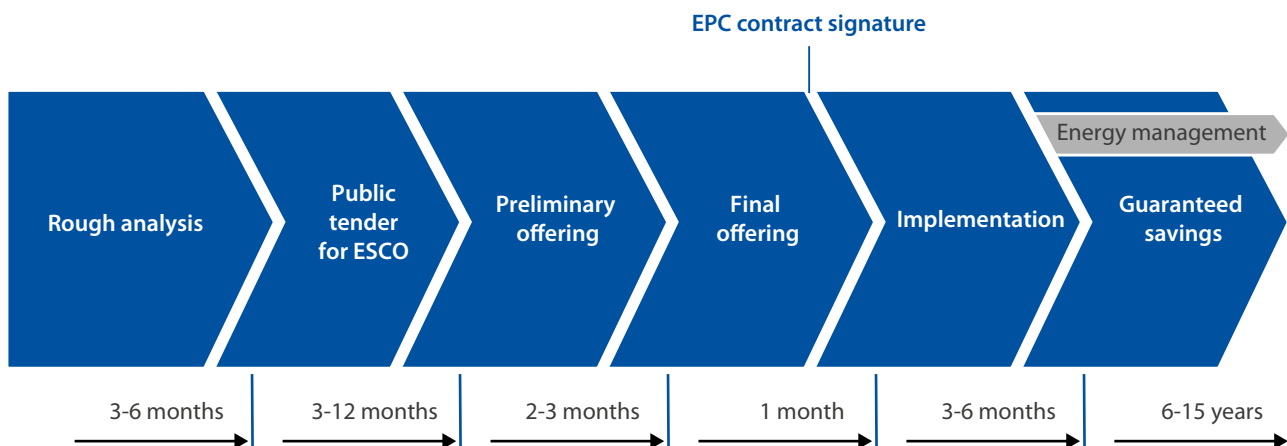 EPC contract signature
Energy management
Rough analysis
Public
tender
for ESCO
Preliminary
offering
Final
offering
Implementation
Guaranteed
savings
3-6 months
3-12 months
2-3 months
1 month
3-6 months
6-15 years